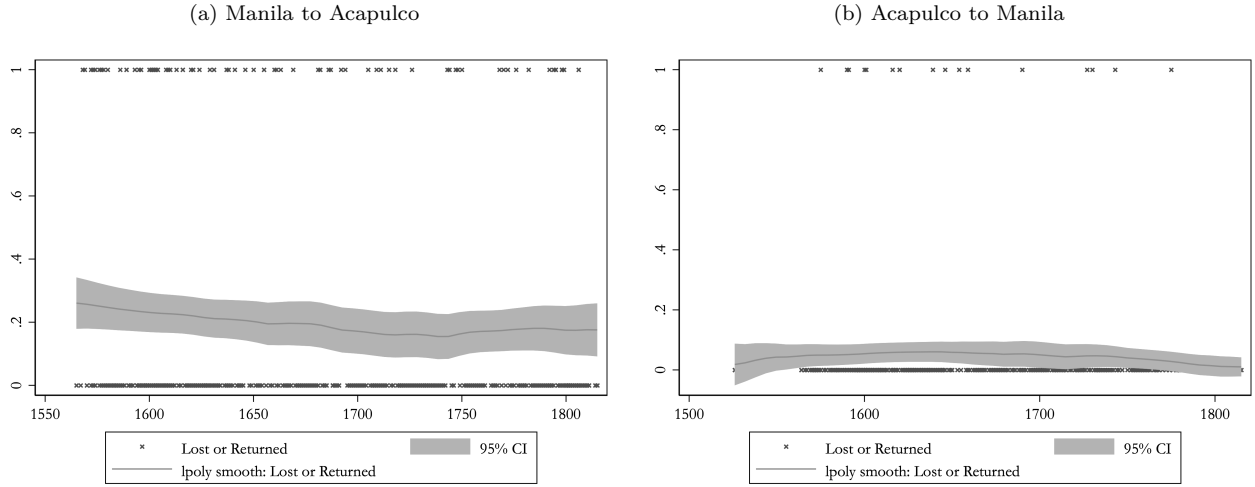 (a) Manila to Acapulco
1
.8
.6
.4
.2
0
1550 1600 1650 1700 1750 1800
Lost or Returned 95% CI
lpoly smooth: Lost or Returned
(b) Acapulco to Manila
1
.8
.6
.4
.2
0
1500 1600 1700 1800
Lost or Returned 95% CI
lpoly smooth: Lost or Returned